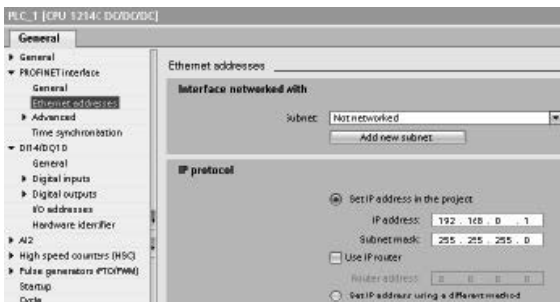 PLC_1 [CPU 1214C DC/DC/DC]
General
General
PROFINET interface
General
Ethernet addresses
Advanced
Time synchronization
DI14/DQ10
General
Digital inputs
Digital outputs
I/O addresses
Hardware identifier
AI2
High speed counters (HSC)
Pulse generators (PTO/PWM)
Startup
Cycle
Ethernet addresses
Interface networked with
Subnet: Not networked
Add new subnet
IP protocol
Set IP address in the project
IP address: 192 . 168 . 0 . 1
Subnet mask: 255 . 255 . 255 . 0
Use IP router
Router address: 0 . 0 . 0 . 0
Set IP address using a different method